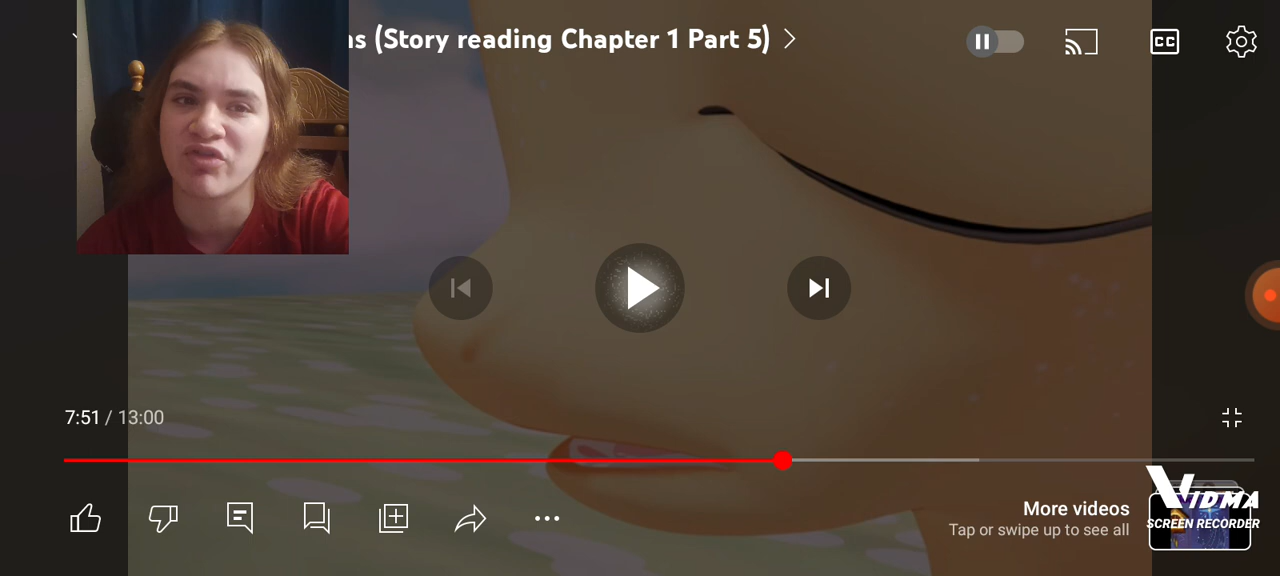 (Story reading Chapter 1 Part 5)
CC
7:51 / 13:00
More videos
Tap or swipe up to see all
VIDMA
SCREEN RECORDER